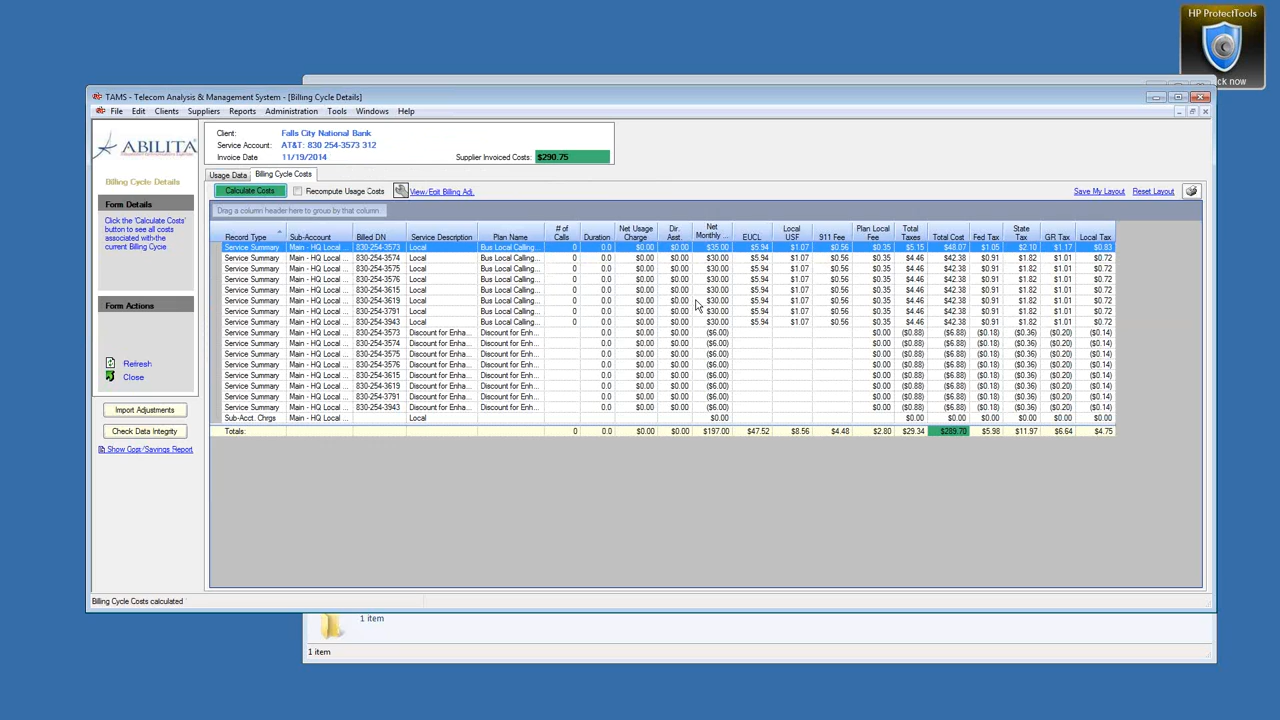 HP ProtectTools
ck now
TAMS - Telecom Analysis & Management System - [Billing Cycle Details]
File Edit Clients Suppliers Reports Administration Tools Windows Help
ABILITA
Billing Cycle Details
Form Details
Click the 'Calculate Costs' button to see all costs associated with current Billing Cycle
Form Actions
Refresh
Close
Import Adjustments
Check Data Integrity
Show Cost/Savings Report
Client: Falls City National Bank
Service Account: AT&T: 830 254-3573 312
Invoice Date 11/19/2014 Supplier Invoiced Costs: $290.75
Usage Data Billing Cycle Costs
Calculate Costs Recompute Usage Costs View/Edit Billing Adj. Save My Layout Reset Layout
Drag a column header here to group by that column
Record Type Sub-Account Billed DN Service Description Plan Name # of Calls Duration Net Usage Charge Dir. Asst. Net Monthly ... EUCL Local USF 911 Fee Plan Local Fee Total Taxes Total Cost Fed Tax State Tax GR Tax Local Tax
Service Summary Main - HQ Local ... 830-254-3573 Local Bus Local Calling... 0 0.0 $0.00 $0.00 $35.00 $5.94 $1.07 $0.56 $0.35 $5.15 $48.07 $1.05 $2.10 $1.17 $0.83
Service Summary Main - HQ Local ... 830-254-3574 Local Bus Local Calling... 0 0.0 $0.00 $0.00 $30.00 $5.94 $1.07 $0.56 $0.35 $4.46 $42.38 $0.91 $1.82 $1.01 $0.72
Service Summary Main - HQ Local ... 830-254-3575 Local Bus Local Calling... 0 0.0 $0.00 $0.00 $30.00 $5.94 $1.07 $0.56 $0.35 $4.46 $42.38 $0.91 $1.82 $1.01 $0.72
Service Summary Main - HQ Local ... 830-254-3576 Local Bus Local Calling... 0 0.0 $0.00 $0.00 $30.00 $5.94 $1.07 $0.56 $0.35 $4.46 $42.38 $0.91 $1.82 $1.01 $0.72
Service Summary Main - HQ Local ... 830-254-3615 Local Bus Local Calling... 0 0.0 $0.00 $0.00 $30.00 $5.94 $1.07 $0.56 $0.35 $4.46 $42.38 $0.91 $1.82 $1.01 $0.72
Service Summary Main - HQ Local ... 830-254-3619 Local Bus Local Calling... 0 0.0 $0.00 $0.00 $30.00 $5.94 $1.07 $0.56 $0.35 $4.46 $42.38 $0.91 $1.82 $1.01 $0.72
Service Summary Main - HQ Local ... 830-254-3791 Local Bus Local Calling... 0 0.0 $0.00 $0.00 $30.00 $5.94 $1.07 $0.56 $0.35 $4.46 $42.38 $0.91 $1.82 $1.01 $0.72
Service Summary Main - HQ Local ... 830-254-3943 Local Bus Local Calling... 0 0.0 $0.00 $0.00 $30.00 $5.94 $1.07 $0.56 $0.35 $4.46 $42.38 $0.91 $1.82 $1.01 $0.72
Service Summary Main - HQ Local ... 830-254-3573 Discount for Enha... Discount for Enh... 0.0 $0.00 $0.00 ($6.00) $0.00 ($0.88) ($6.88) ($0.18) ($0.36) ($0.20) ($0.14)
Service Summary Main - HQ Local ... 830-254-3574 Discount for Enha... Discount for Enh... 0.0 $0.00 $0.00 ($6.00) $0.00 ($0.88) ($6.88) ($0.18) ($0.36) ($0.20) ($0.14)
Service Summary Main - HQ Local ... 830-254-3575 Discount for Enha... Discount for Enh... 0.0 $0.00 $0.00 ($6.00) $0.00 ($0.88) ($6.88) ($0.18) ($0.36) ($0.20) ($0.14)
Service Summary Main - HQ Local ... 830-254-3576 Discount for Enha... Discount for Enh... 0.0 $0.00 $0.00 ($6.00) $0.00 ($0.88) ($6.88) ($0.18) ($0.36) ($0.20) ($0.14)
Service Summary Main - HQ Local ... 830-254-3615 Discount for Enha... Discount for Enh... 0.0 $0.00 $0.00 ($6.00) $0.00 ($0.88) ($6.88) ($0.18) ($0.36) ($0.20) ($0.14)
Service Summary Main - HQ Local ... 830-254-3619 Discount for Enha... Discount for Enh... 0.0 $0.00 $0.00 ($6.00) $0.00 ($0.88) ($6.88) ($0.18) ($0.36) ($0.20) ($0.14)
Service Summary Main - HQ Local ... 830-254-3791 Discount for Enha... Discount for Enh... 0.0 $0.00 $0.00 ($6.00) $0.00 ($0.88) ($6.88) ($0.18) ($0.36) ($0.20) ($0.14)
Service Summary Main - HQ Local ... 830-254-3943 Discount for Enha... Discount for Enh... 0.0 $0.00 $0.00 ($6.00) $0.00 ($0.88) ($6.88) ($0.18) ($0.36) ($0.20) ($0.14)
Sub-Acct. Chrgs Main - HQ Local ... Local $0.00 $0.00 $0.00 $0.00 $0.00 $0.00 $0.00
Totals: 0 0.0 $0.00 $0.00 $197.00 $47.52 $8.56 $4.48 $2.80 $29.34 $289.70 $5.98 $11.97 $6.64 $4.75
Billing Cycle Costs calculated
1 item
1 item